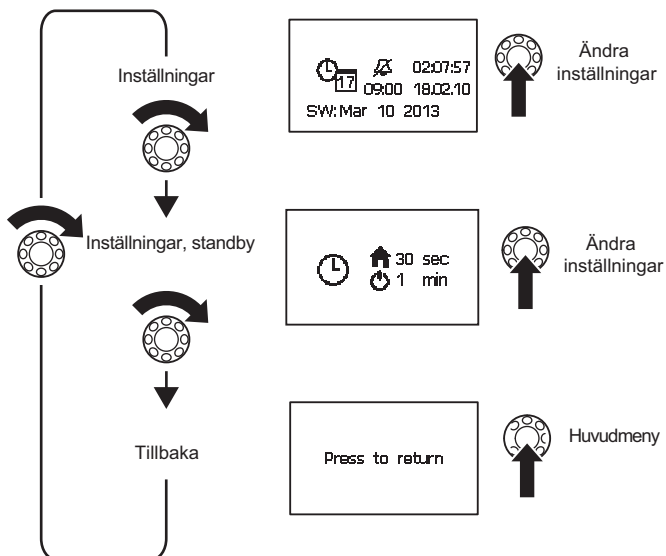 Inställningar
02:07:57
17
09:00 18.02.10
SW:Mar 10 2013
Ändra
inställningar
Inställningar, standby
30 sec
1 min
Ändra
inställningar
Tillbaka
Press to return
Huvudmeny